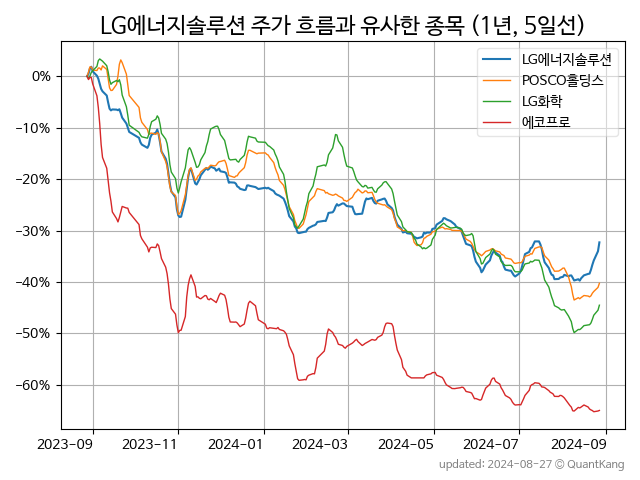 LG에너지솔루션 주가 흐름과 유사한 종목 (1년, 5일선)
LG에너지솔루션
POSCO홀딩스
LG화학
에코프로
0%
−10%
−20%
−30%
−40%
−50%
−60%
2023-09 2023-11 2024-01 2024-03 2024-05 2024-07 2024-09
updated: 2024-08-27 © QuantKang